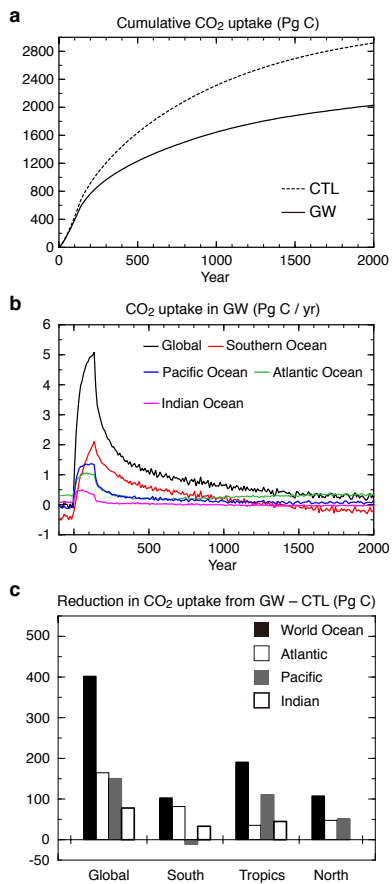 a
Cumulative CO₂ uptake (Pg C)
2800
2400
2000
1600
1200
800
400
0
CTL
GW
0 500 1000 1500 2000
Year
b
CO₂ uptake in GW (Pg C / yr)
6
5
4
3
2
1
0
-1
Global Southern Ocean
Pacific Ocean Atlantic Ocean
Indian Ocean
0 500 1000 1500 2000
Year
c
Reduction in CO₂ uptake from GW – CTL (Pg C)
500
400
300
200
100
0
-50
World Ocean
Atlantic
Pacific
Indian
Global South Tropics North